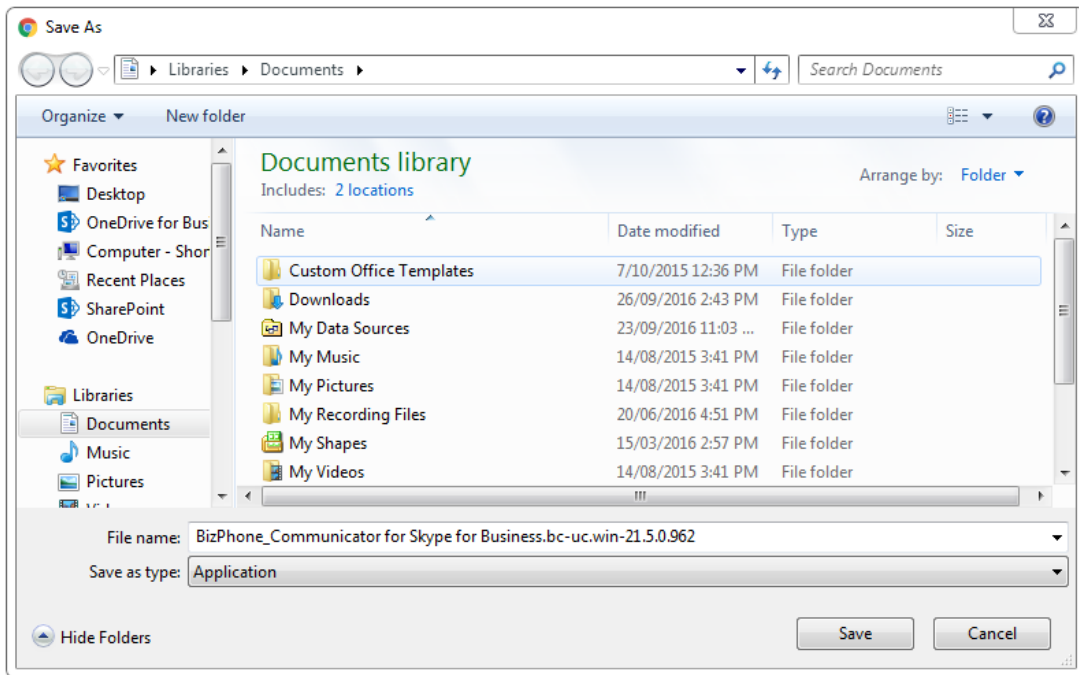 Save As
Libraries Documents
Search Documents
Organize New folder
Favorites
Desktop
OneDrive for Bus
Computer - Shor
Recent Places
SharePoint
OneDrive
Libraries
Documents
Music
Pictures
Documents library
Includes: 2 locations
Arrange by: Folder
Name Date modified Type Size
Custom Office Templates 7/10/2015 12:36 PM File folder
Downloads 26/09/2016 2:43 PM File folder
My Data Sources 23/09/2016 11:03 ... File folder
My Music 14/08/2015 3:41 PM File folder
My Pictures 14/08/2015 3:41 PM File folder
My Recording Files 20/06/2016 4:51 PM File folder
My Shapes 15/03/2016 2:57 PM File folder
My Videos 14/08/2015 3:41 PM File folder
File name: BizPhone_Communicator for Skype for Business.bc-uc.win-21.5.0.962
Save as type: Application
Hide Folders
Save Cancel